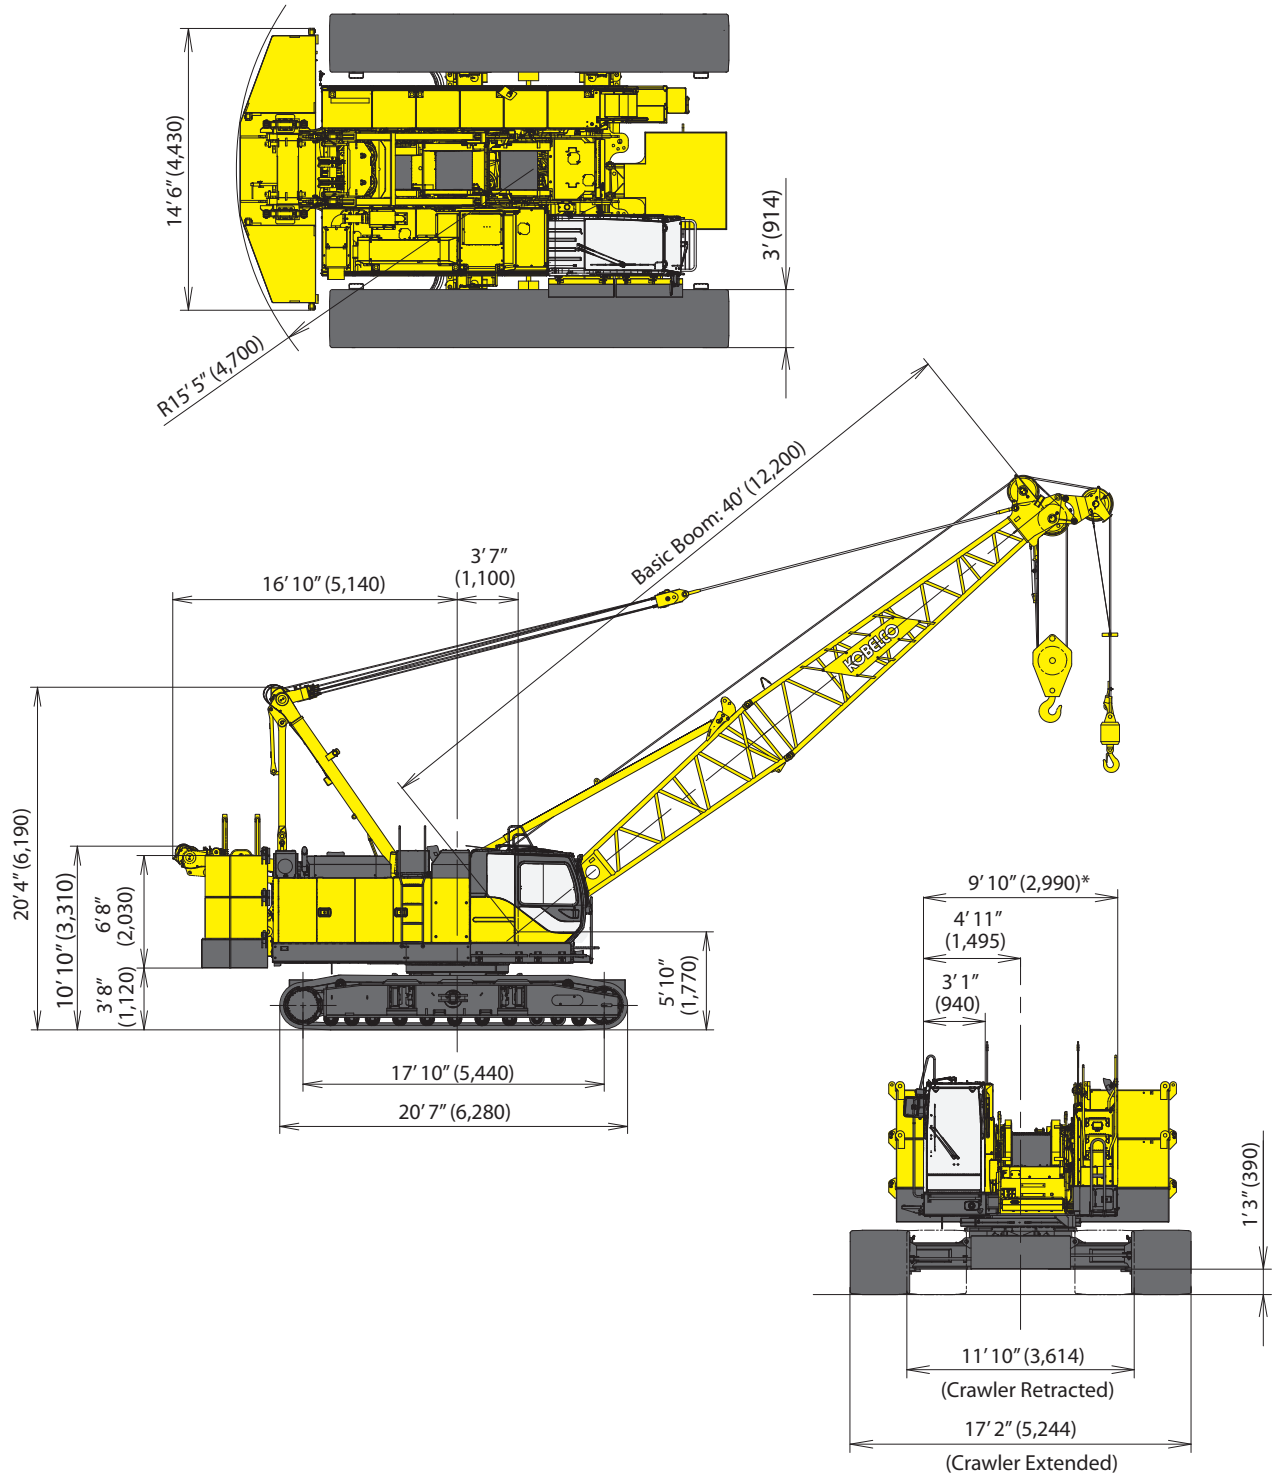 14′ 6″ (4,430)
3′ (914)
R15′ 5″ (4,700)
Basic Boom: 40′ (12,200)
3′ 7″
(1,100)
16′ 10″ (5,140)
KOBELCO
20′ 4″ (6,190)
10′ 10″ (3,310)
6′ 8″
(2,030)
3′ 8″
(1,120)
5′ 10″
(1,770)
17′ 10″ (5,440)
20′ 7″ (6,280)
9′ 10″ (2,990)*
4′ 11″
(1,495)
3′ 1″
(940)
1′ 3″ (390)
11′ 10″ (3,614)
(Crawler Retracted)
17′ 2″ (5,244)
(Crawler Extended)